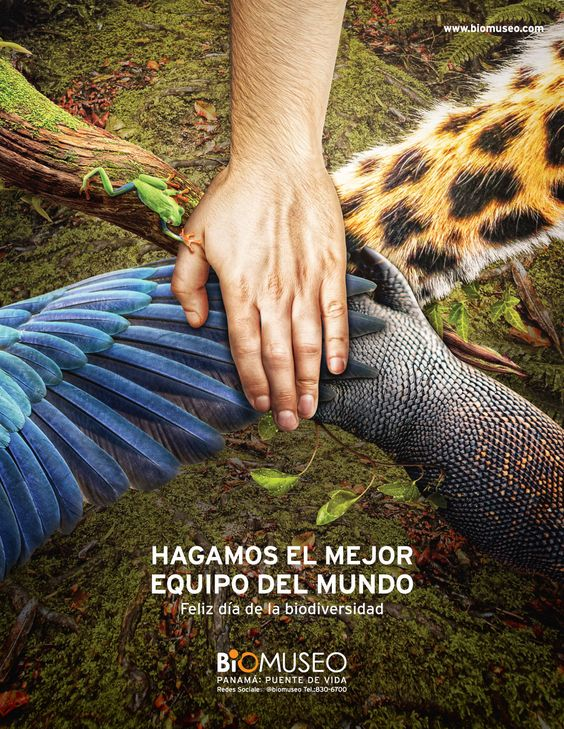 www.biomuseo.com
HAGAMOS EL MEJOR
EQUIPO DEL MUNDO
Feliz día de la biodiversidad
BiOMUSEO
PANAMÁ: PUENTE DE VIDA
Redes Sociale: @biomuseo Tel.:830-6700